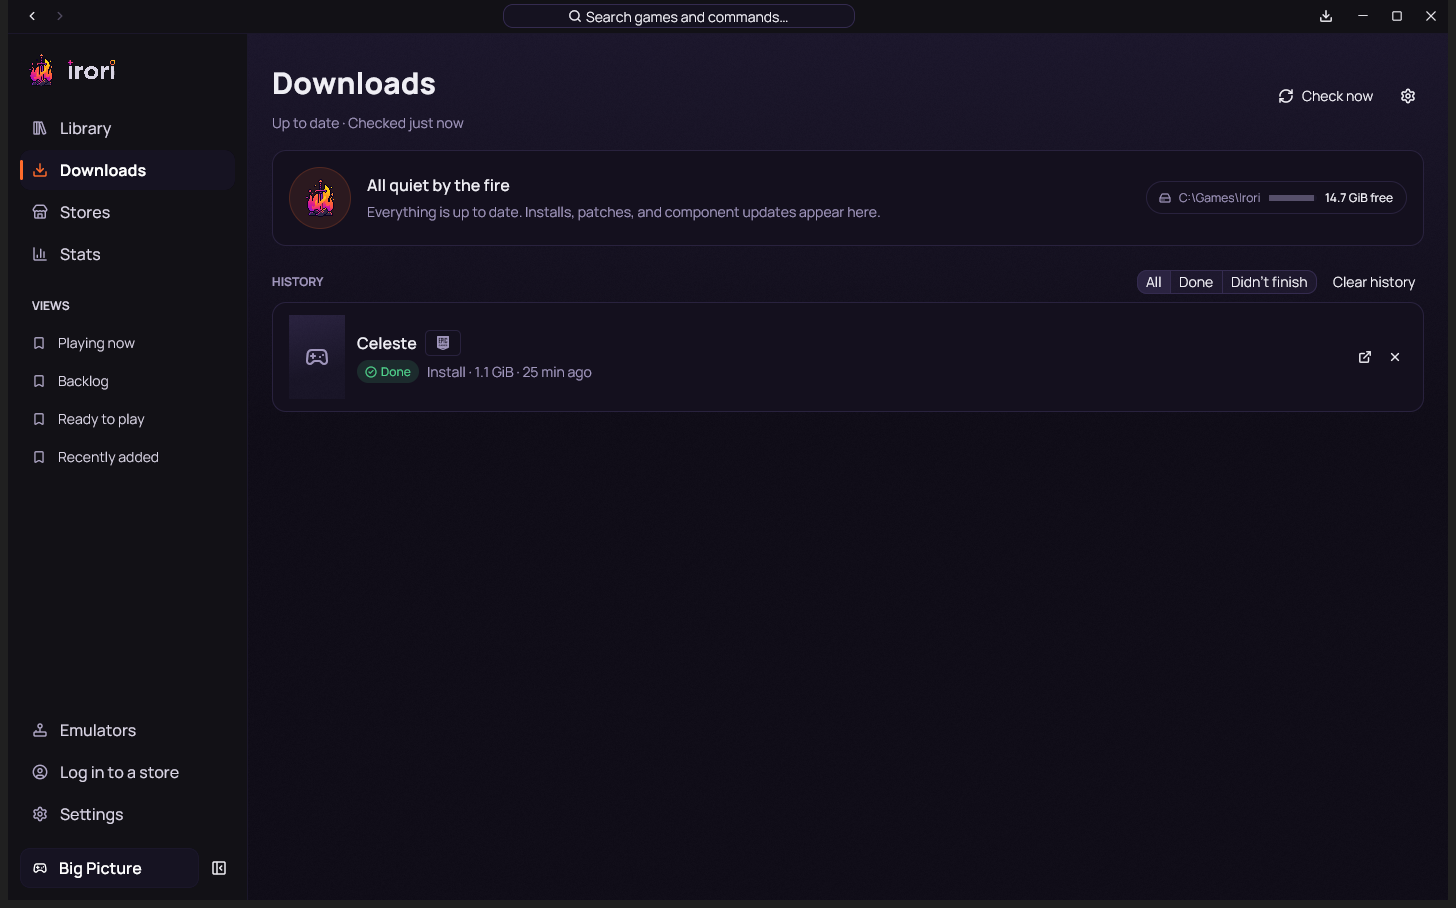 Search games and commands...
irori
Library
Downloads
Stores
Stats
VIEWS
Playing now
Backlog
Ready to play
Recently added
Emulators
Log in to a store
Settings
Big Picture
Downloads
Up to date · Checked just now
Check now
All quiet by the fire
Everything is up to date. Installs, patches, and component updates appear here.
C:\Games\Irori 14.7 GiB free
HISTORY
All Done Didn't finish Clear history
Celeste EPIC
Done Install · 1.1 GiB · 25 min ago